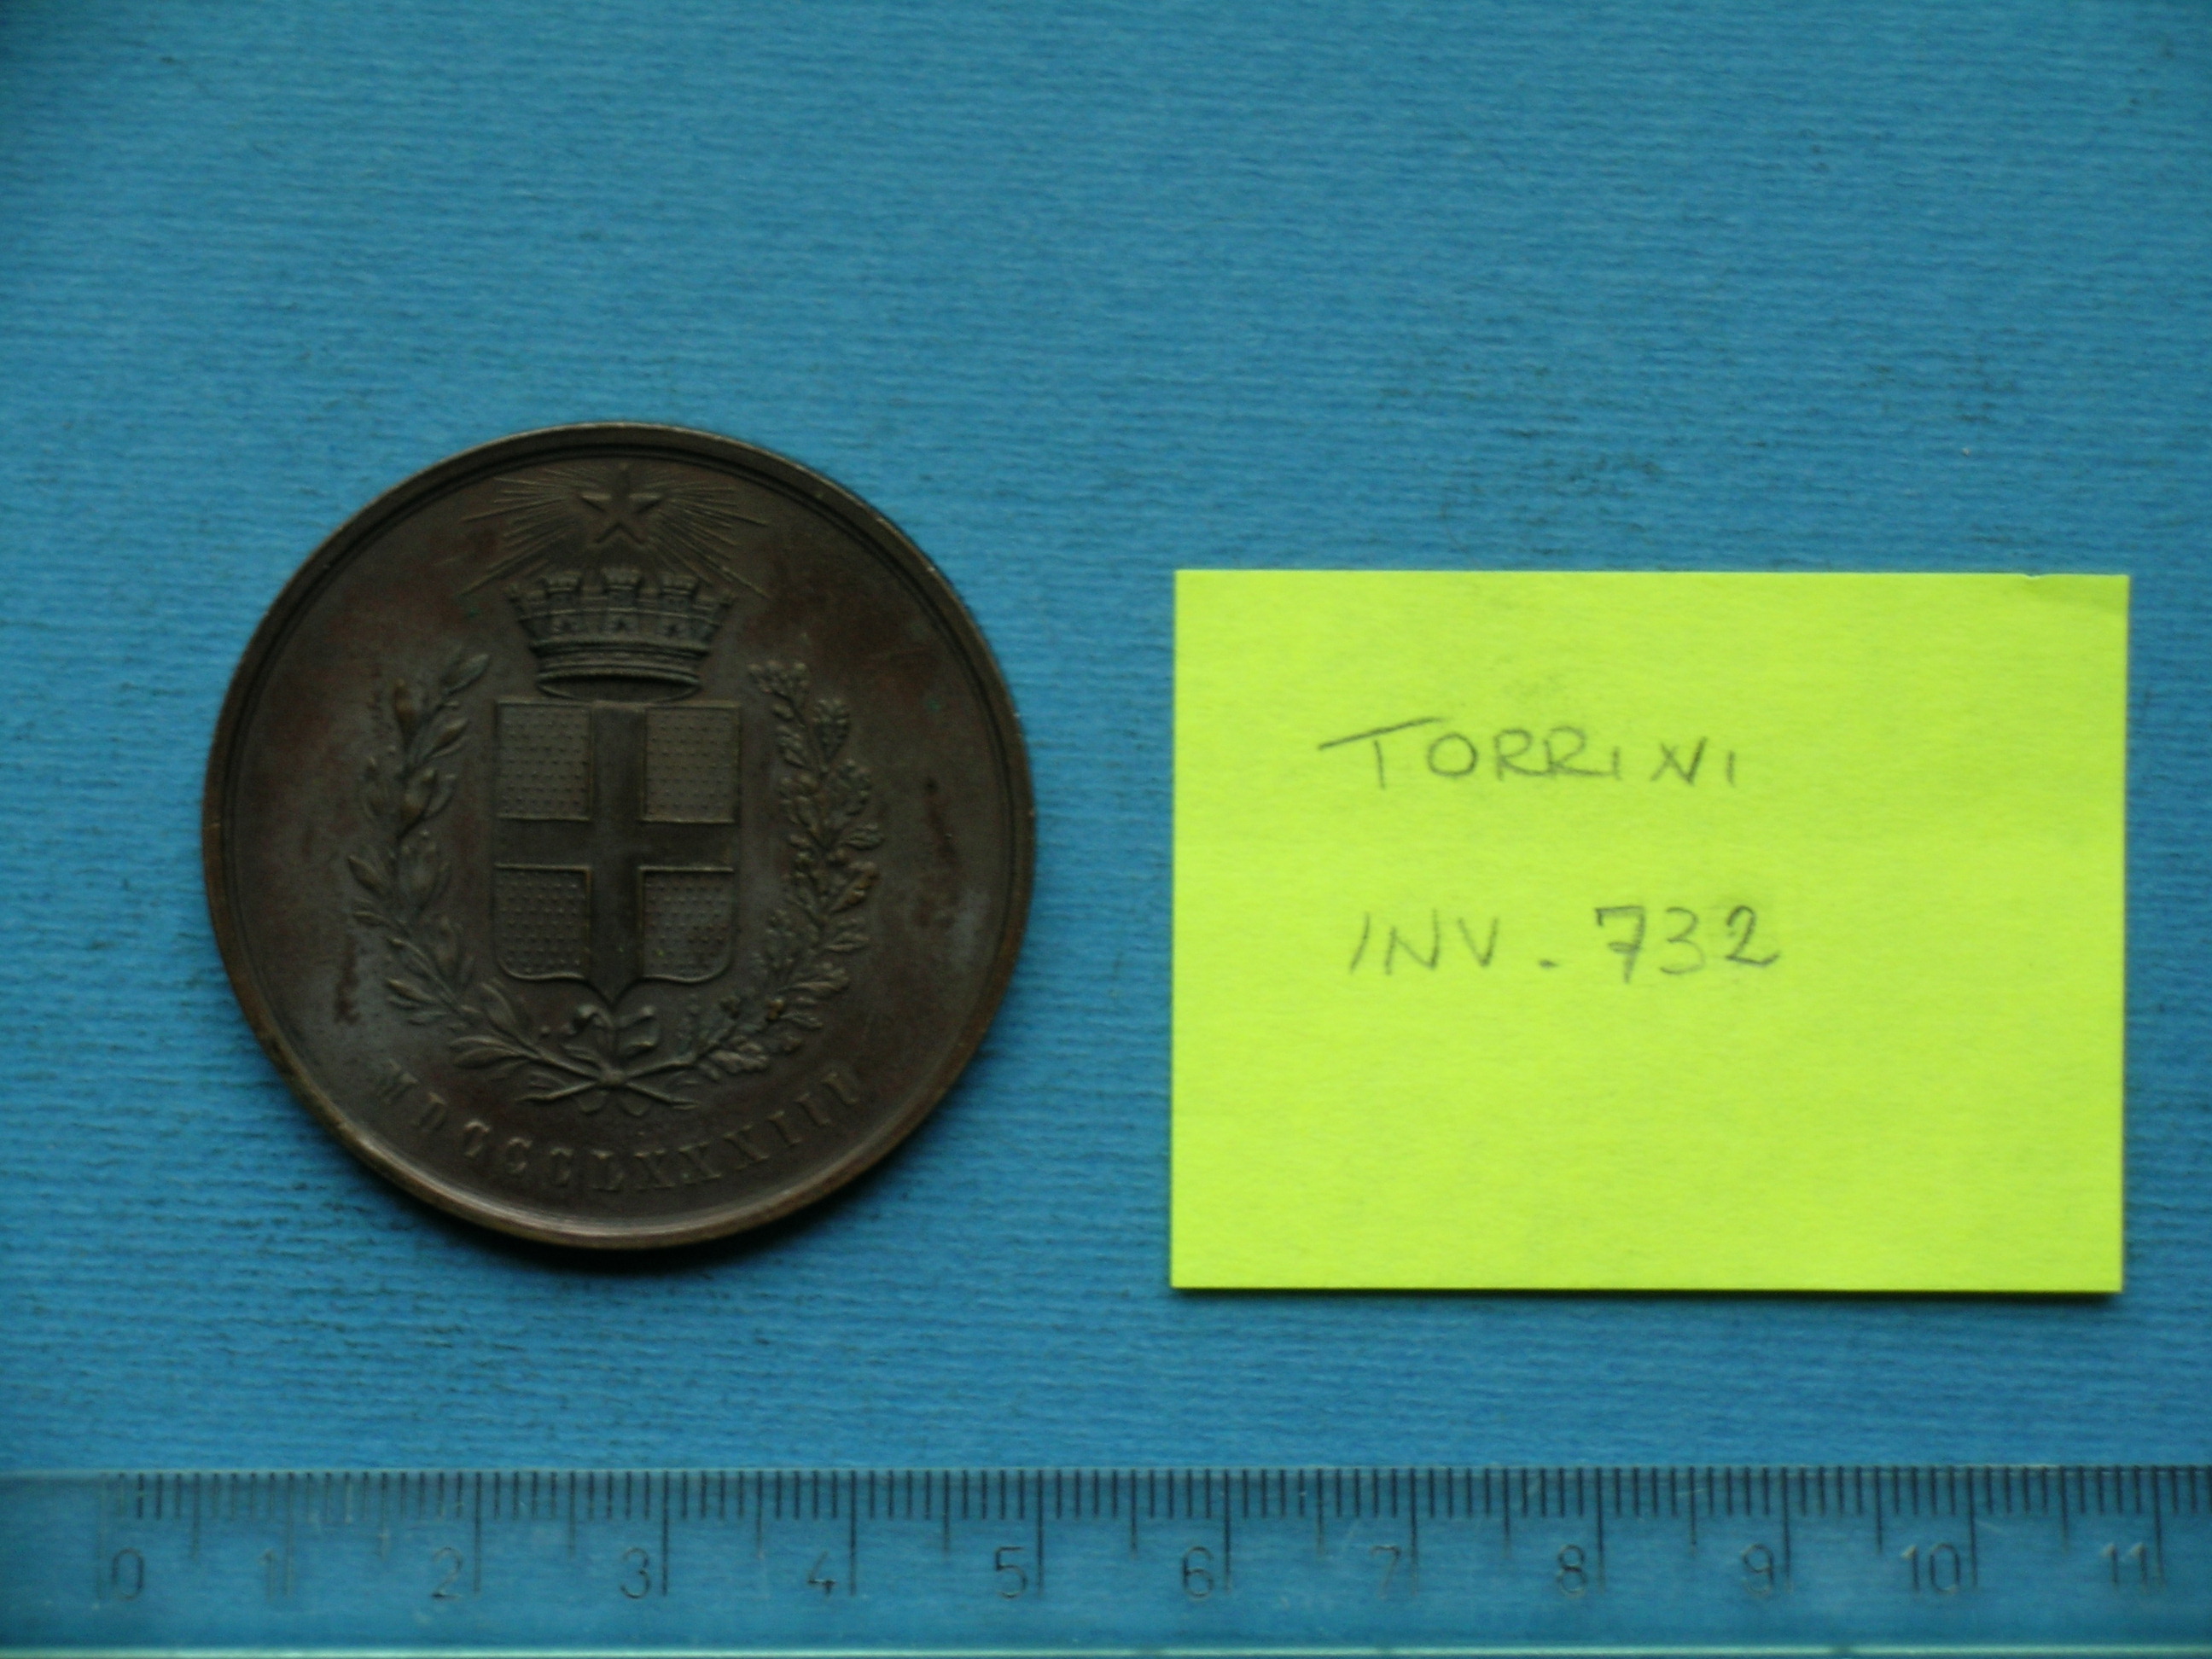 MDCCCLXXXIII
TORRINI
INV. 732
0 1 2 3 4 5 6 7 8 9 10 11